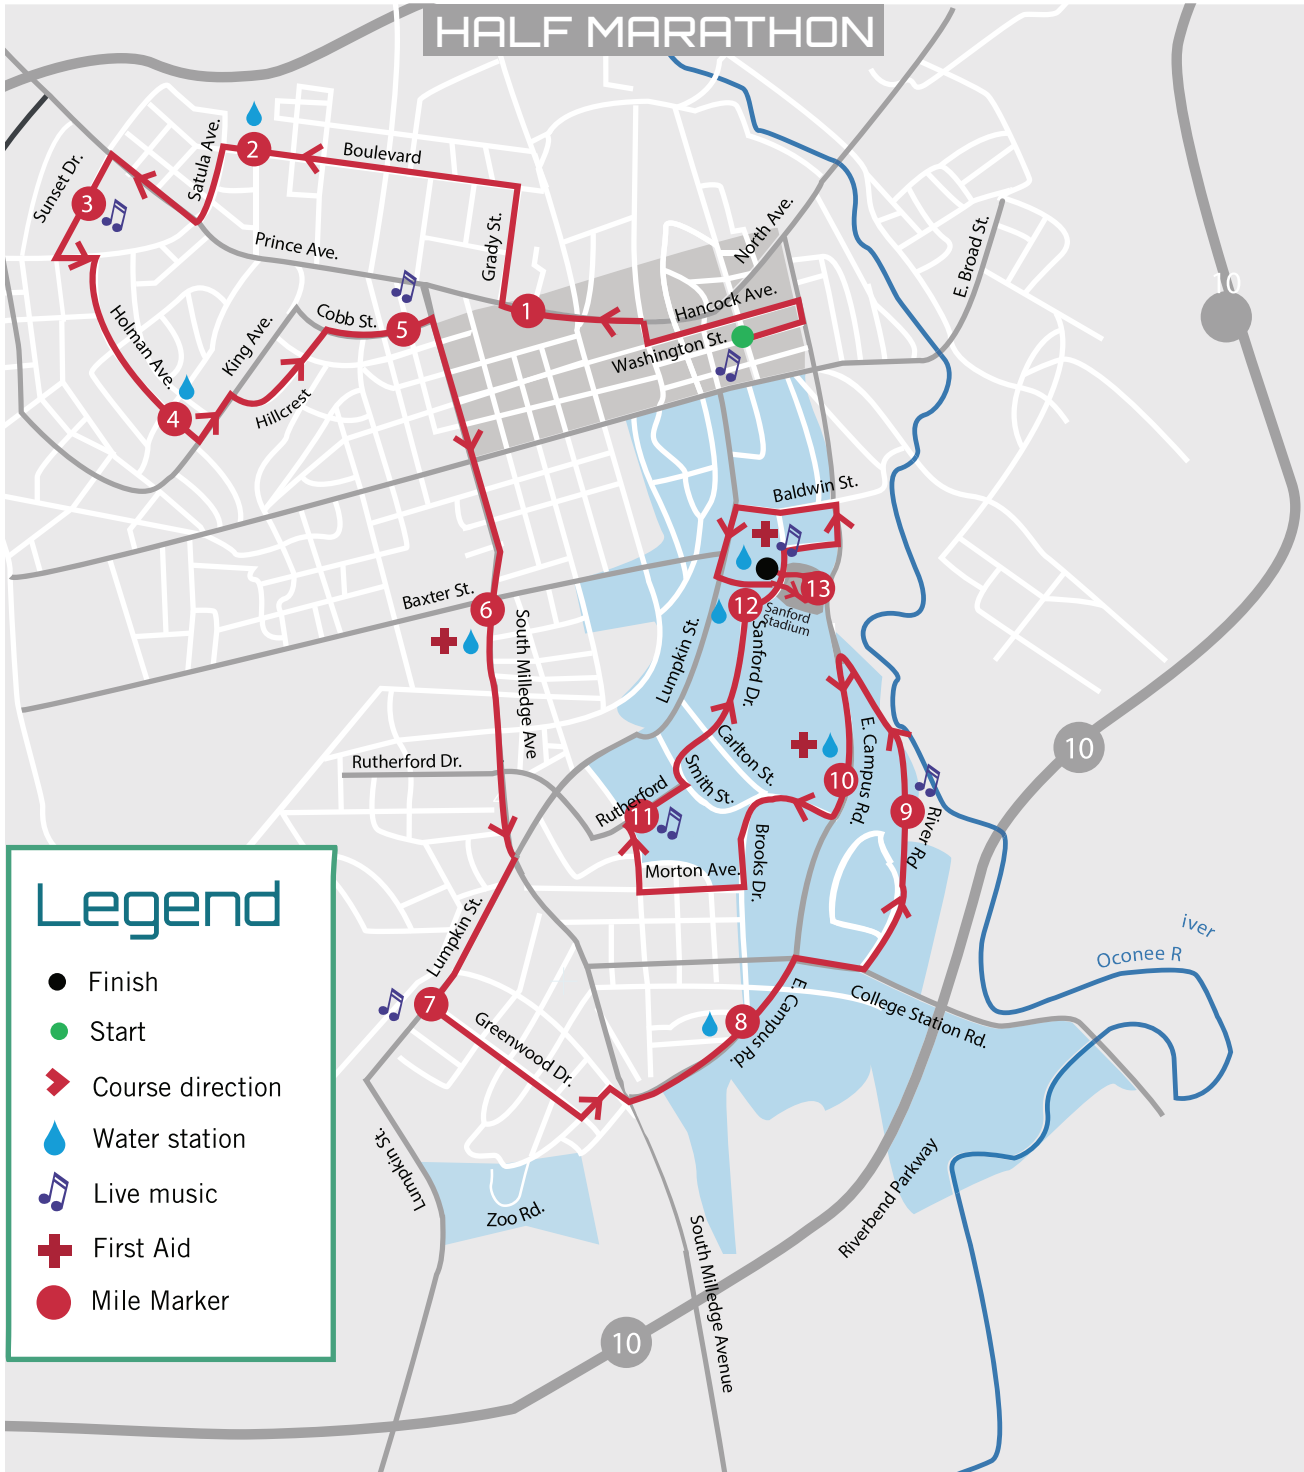 HALF MARATHON
Boulevard
Satula Ave.
2
Sunset Dr.
3
Prince Ave.
Grady St.
North Ave.
E. Broad St.
10
Hancock Ave.
1
Cobb St.
5
Washington St.
King Ave.
Holman Ave.
Hillcrest
4
Baldwin St.
Baxter St.
6
13
12
Sanford
Stadium
South Milledge Ave
Lumpkin St.
Sanford Dr.
E. Campus Rd.
Carlton St.
10
Rutherford Dr.
Smith St.
10
Rutherford
11
9
River Rd
Brooks Dr.
Morton Ave.
Lumpkin St.
7
Greenwood Dr.
8
E. Campus Rd.
College Station Rd.
Oconee R
iver
Lumpkin St.
Zoo Rd.
Riverbend Parkway
South Milledge Avenue
10
Legend
Finish
Start
Course direction
Water station
Live music
First Aid
Mile Marker